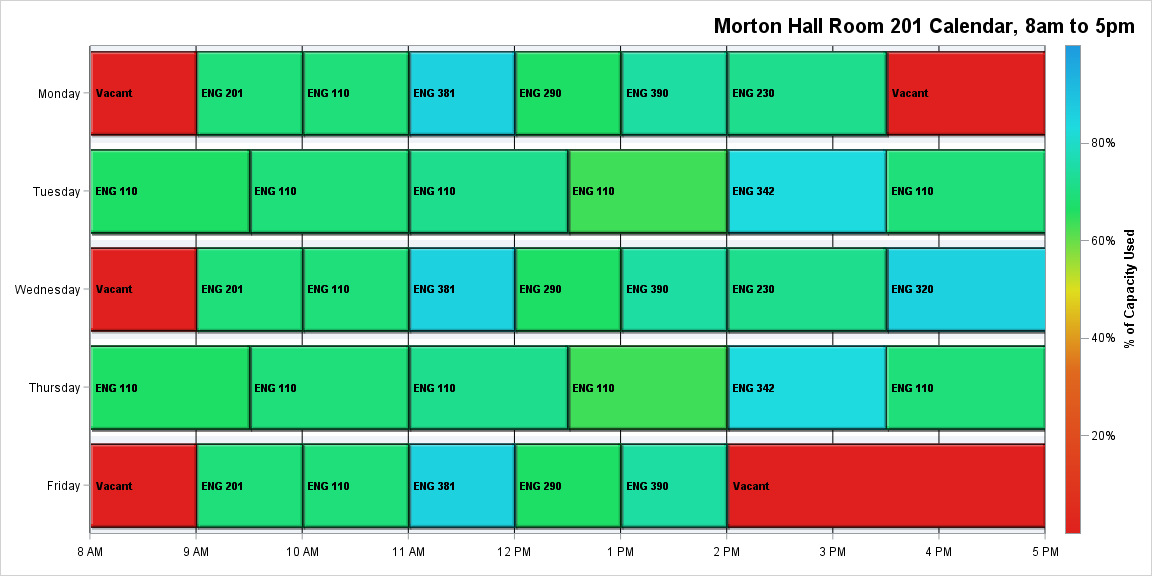 Morton Hall Room 201 Calendar, 8am to 5pm
Monday
Vacant
ENG 201
ENG 110
ENG 381
ENG 290
ENG 390
ENG 230
Vacant
Tuesday
ENG 110
ENG 110
ENG 110
ENG 110
ENG 342
ENG 110
Wednesday
Vacant
ENG 201
ENG 110
ENG 381
ENG 290
ENG 390
ENG 230
ENG 320
Thursday
ENG 110
ENG 110
ENG 110
ENG 110
ENG 342
ENG 110
Friday
Vacant
ENG 201
ENG 110
ENG 381
ENG 290
ENG 390
Vacant
8 AM
9 AM
10 AM
11 AM
12 PM
1 PM
2 PM
3 PM
4 PM
5 PM
80%
60%
40%
20%
% of Capacity Used